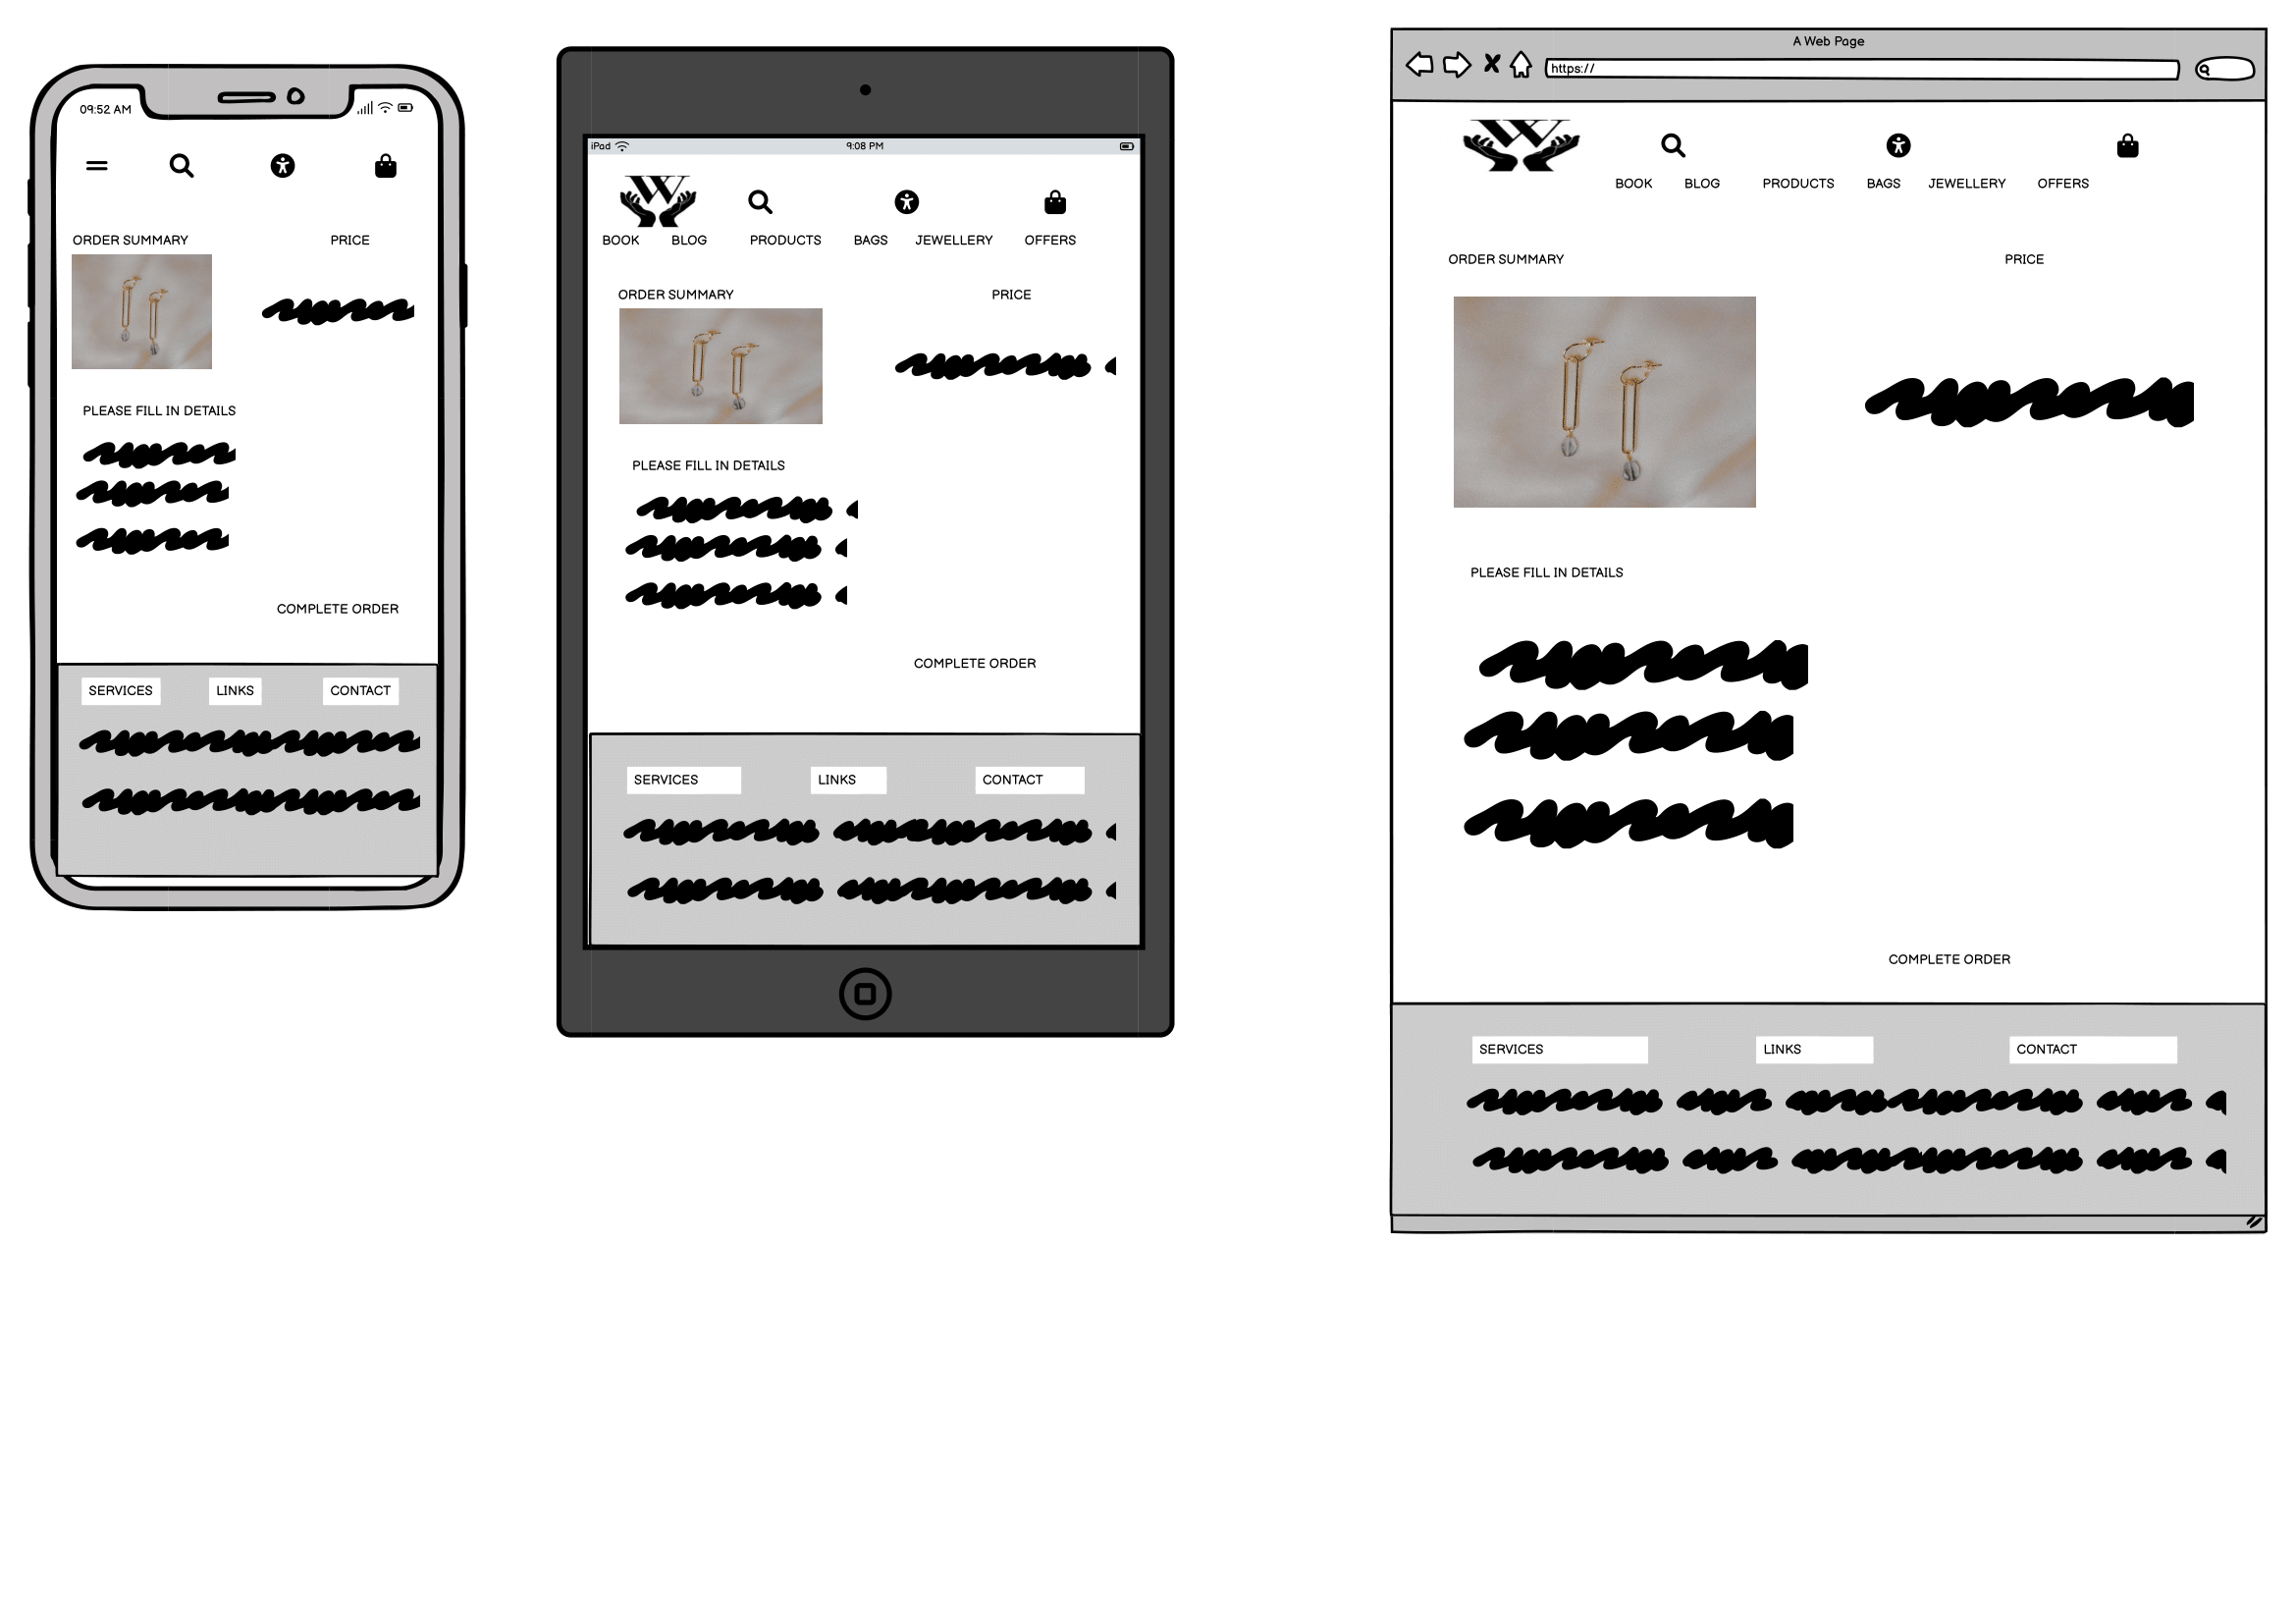 09:52 AM
ORDER SUMMARY PRICE
PLEASE FILL IN DETAILS
COMPLETE ORDER
SERVICES LINKS CONTACT
iPad 9:08 PM
W
BOOK BLOG PRODUCTS BAGS JEWELLERY OFFERS
ORDER SUMMARY PRICE
PLEASE FILL IN DETAILS
COMPLETE ORDER
SERVICES LINKS CONTACT
A Web Page
https://
W
BOOK BLOG PRODUCTS BAGS JEWELLERY OFFERS
ORDER SUMMARY PRICE
PLEASE FILL IN DETAILS
COMPLETE ORDER
SERVICES LINKS CONTACT